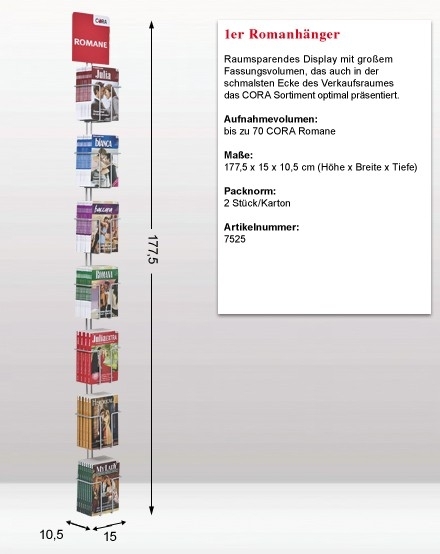 CORA
ROMANE
Julia
bianca
baccara
ROMANA
Julia EXTRA
HISTORICAL
MY LADY
177,5
10,5
15
1er Romanhänger
Raumsparendes Display mit großem
Fassungsvolumen, das auch in der
schmalsten Ecke des Verkaufsraumes
das CORA Sortiment optimal präsentiert.
Aufnahmevolumen:
bis zu 70 CORA Romane
Maße:
177,5 x 15 x 10,5 cm (Höhe x Breite x Tiefe)
Packnorm:
2 Stück/Karton
Artikelnummer:
7525